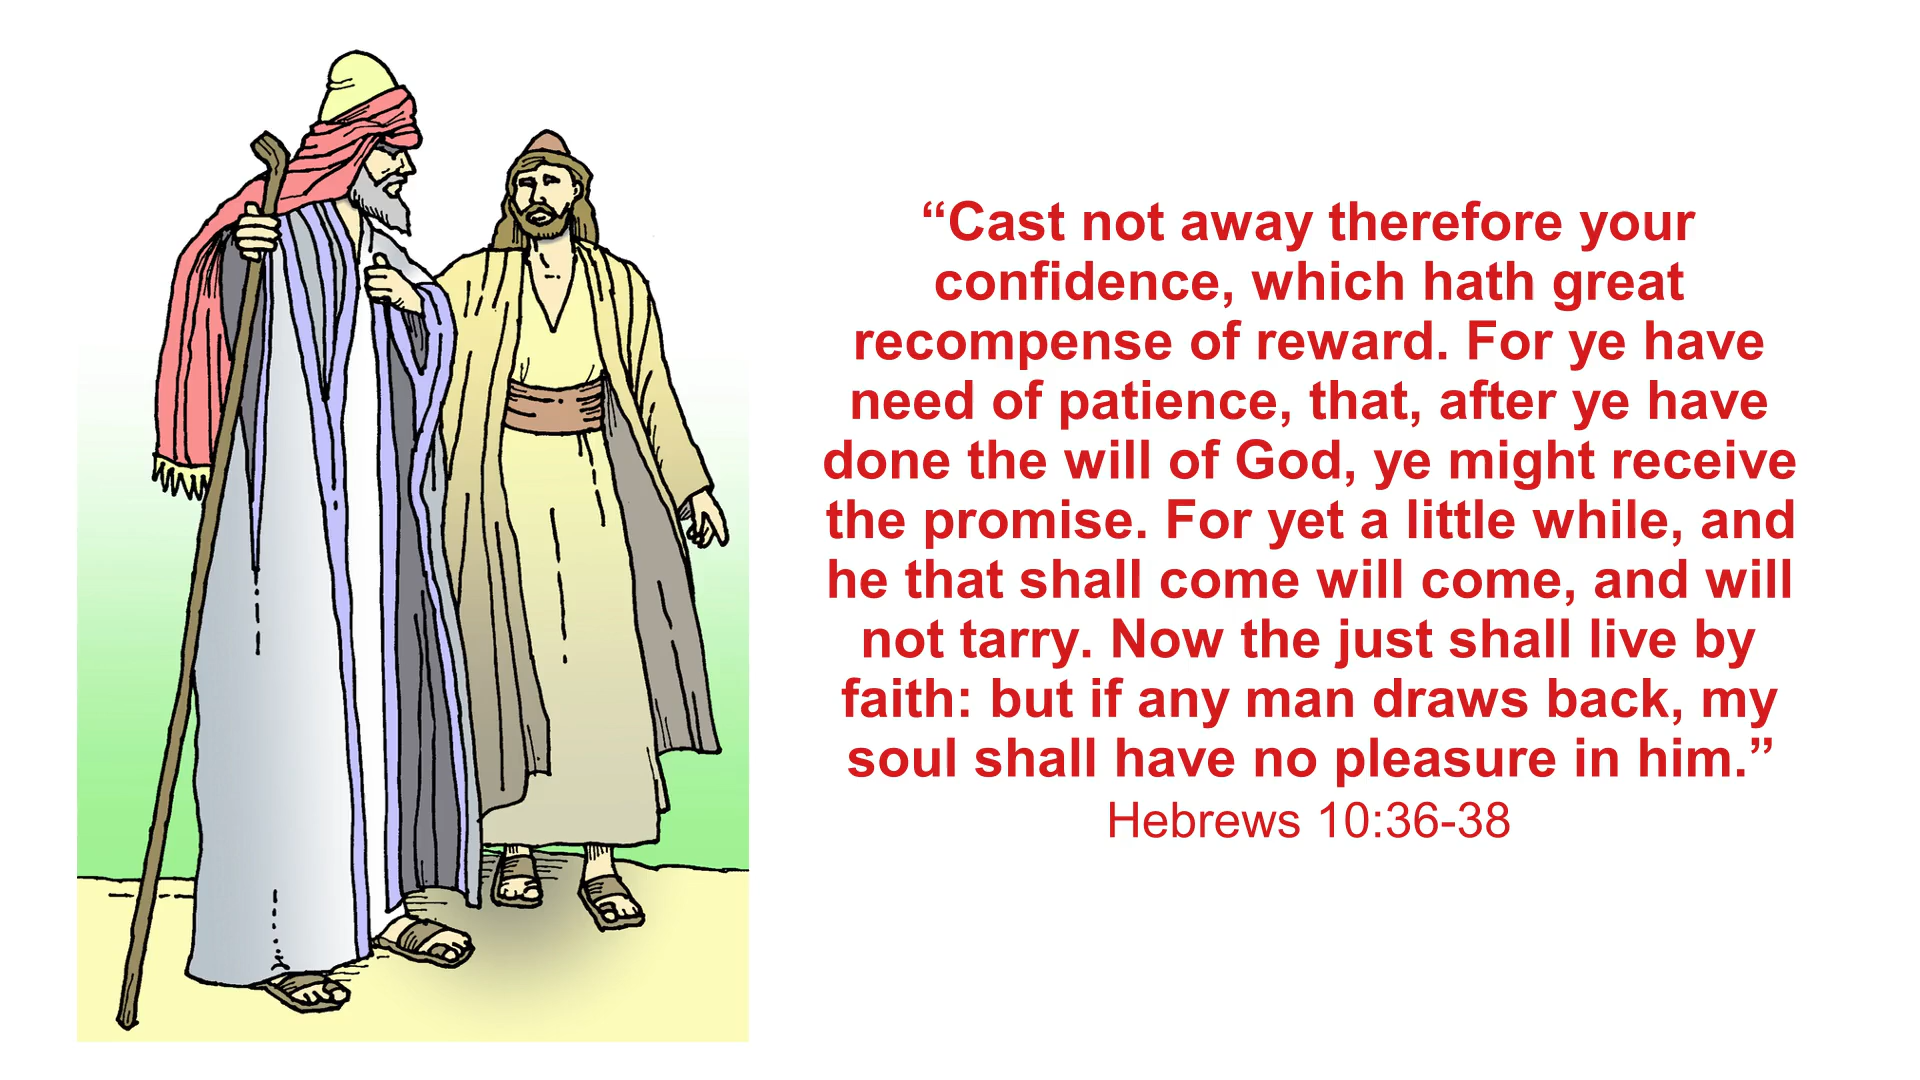 “Cast not away therefore your
confidence, which hath great
recompense of reward. For ye have
need of patience, that, after ye have
done the will of God, ye might receive
the promise. For yet a little while, and
he that shall come will come, and will
not tarry. Now the just shall live by
faith: but if any man draws back, my
soul shall have no pleasure in him.”
Hebrews 10:36-38